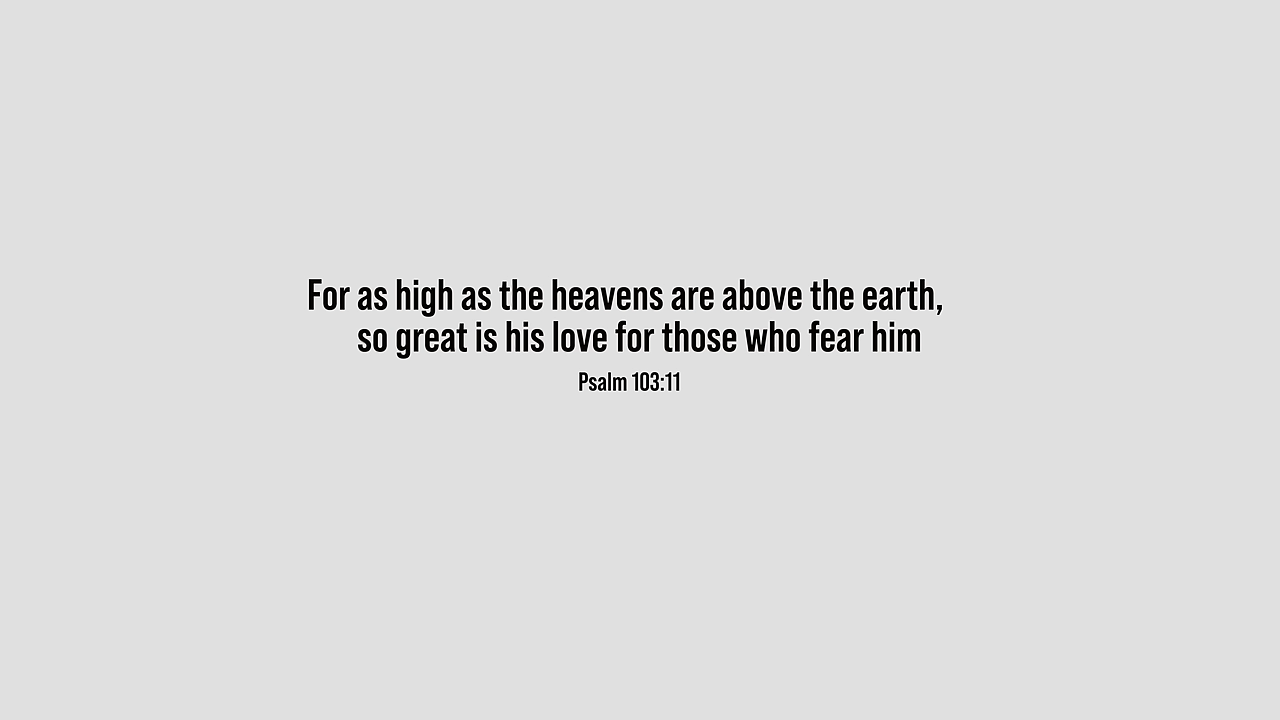 For as high as the heavens are above the earth,
so great is his love for those who fear him
Psalm 103:11